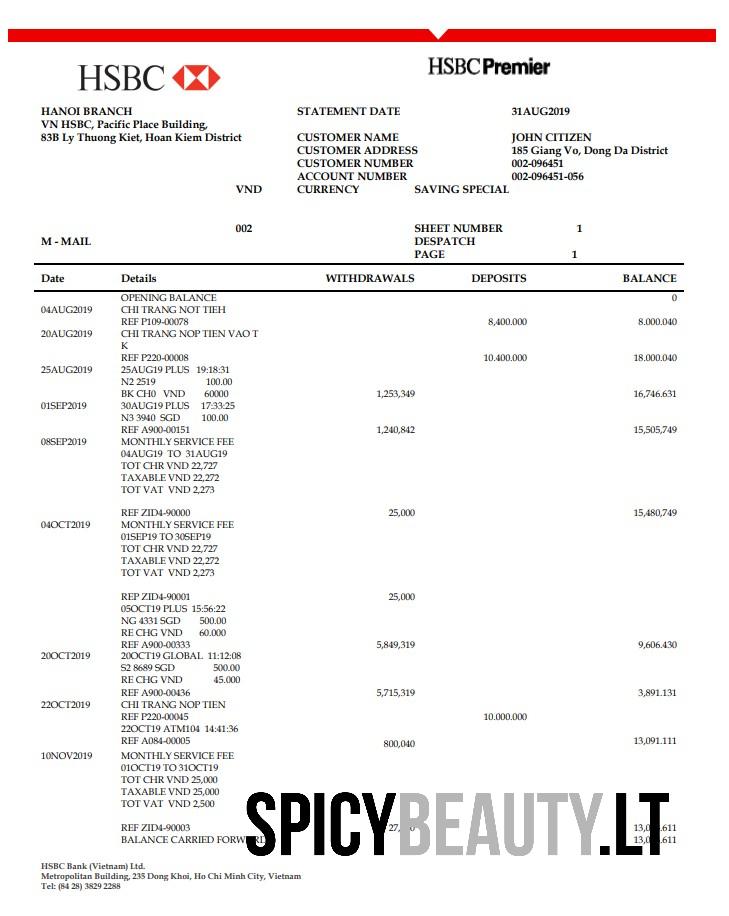 HSBC
HSBC Premier
HANOI BRANCH STATEMENT DATE 31AUG2019
VN HSBC, Pacific Place Building,
83B Ly Thuong Kiet, Hoan Kiem District CUSTOMER NAME JOHN CITIZEN
CUSTOMER ADDRESS 185 Giang Vo, Dong Da District
CUSTOMER NUMBER 002-096451
ACCOUNT NUMBER 002-096451-056
VND CURRENCY SAVING SPECIAL
002 SHEET NUMBER 1
M - MAIL DESPATCH
PAGE 1
Date Details WITHDRAWALS DEPOSITS BALANCE
OPENING BALANCE 0
04AUG2019 CHI TRANG NOT TIEH
REF P109-00078 8,400.000 8.000.040
20AUG2019 CHI TRANG NOP TIEN VAO T
K
REF P220-00008 10.400.000 18.000.040
25AUG2019 25AUG19 PLUS 19:18:31
N2 2519 100.00
BK CH0 VND 60000 1,253,349 16,746.631
01SEP2019 30AUG19 PLUS 17:33:25
N3 3940 SGD 100.00
REF A900-00151 1,240,842 15,505,749
08SEP2019 MONTHLY SERVICE FEE
04AUG19 TO 31AUG19
TOT CHR VND 22,727
TAXABLE VND 22,272
TOT VAT VND 2,273
REF ZID4-90000 25,000 15,480,749
04OCT2019 MONTHLY SERVICE FEE
01SEP19 TO 30SEP19
TOT CHR VND 22,727
TAXABLE VND 22,272
TOT VAT VND 2,273
REP ZID4-90001 25,000
05OCT19 PLUS 15:56:22
NG 4331 SGD 500.00
RE CHG VND 60.000
REF A900-00333 5,849,319 9,606.430
20OCT2019 20OCT19 GLOBAL 11:12:08
S2 8689 SGD 500.00
RE CHG VND 45.000
REF A900-00436 5,715,319 3,891.131
22OCT2019 CHI TRANG NOP TIEN
REF P220-00045 10.000.000
22OCT19 ATM104 14:41:36
REF A084-00005 800,040 13,091.111
10NOV2019 MONTHLY SERVICE FEE
01OCT19 TO 31OCT19
TOT CHR VND 25,000
TAXABLE VND 25,000
TOT VAT VND 2,500
REF ZID4-90003
BALANCE CARRIED FORWARD
SPICYBEAUTY.LT
HSBC Bank (Vietnam) Ltd.
Metropolitan Building, 235 Dong Khoi, Ho Chi Minh City, Vietnam
Tel: (84 28) 3829 2288